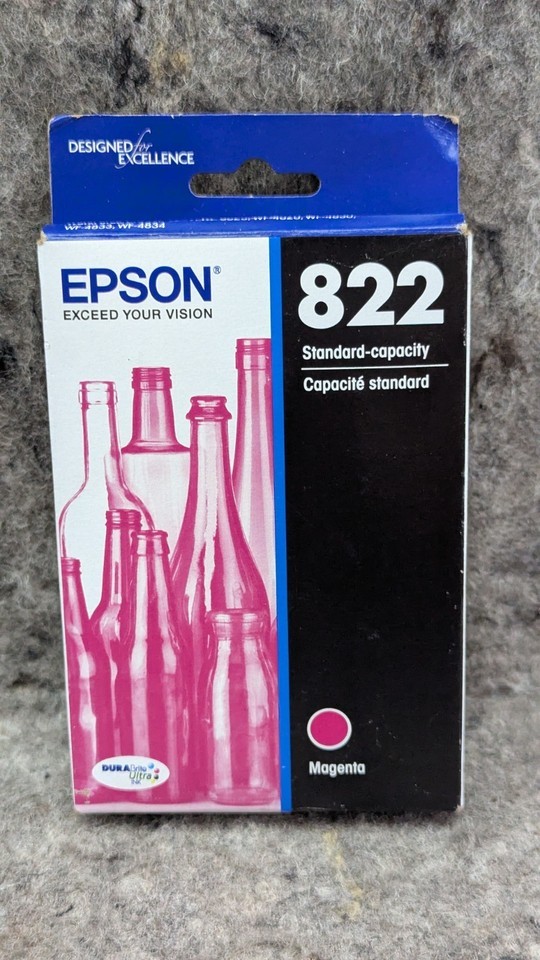 DESIGNED for
EXCELLENCE
WF-4833, WF-4834
EPSON®
EXCEED YOUR VISION
822
Standard-capacity
Capacité standard
Magenta
DURABrite
Ultra
INK